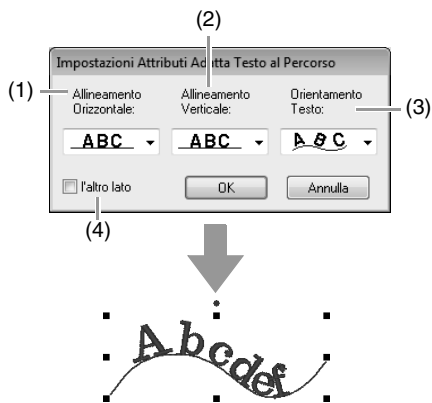 (2)
Impostazioni Attributi Adatta Testo al Percorso
(1)
Allineamento Orizzontale:
Allineamento Verticale:
Orientamento Testo:
(3)
ABC
ABC
ABC
l'altro lato
OK
Annulla
(4)
Abcdef